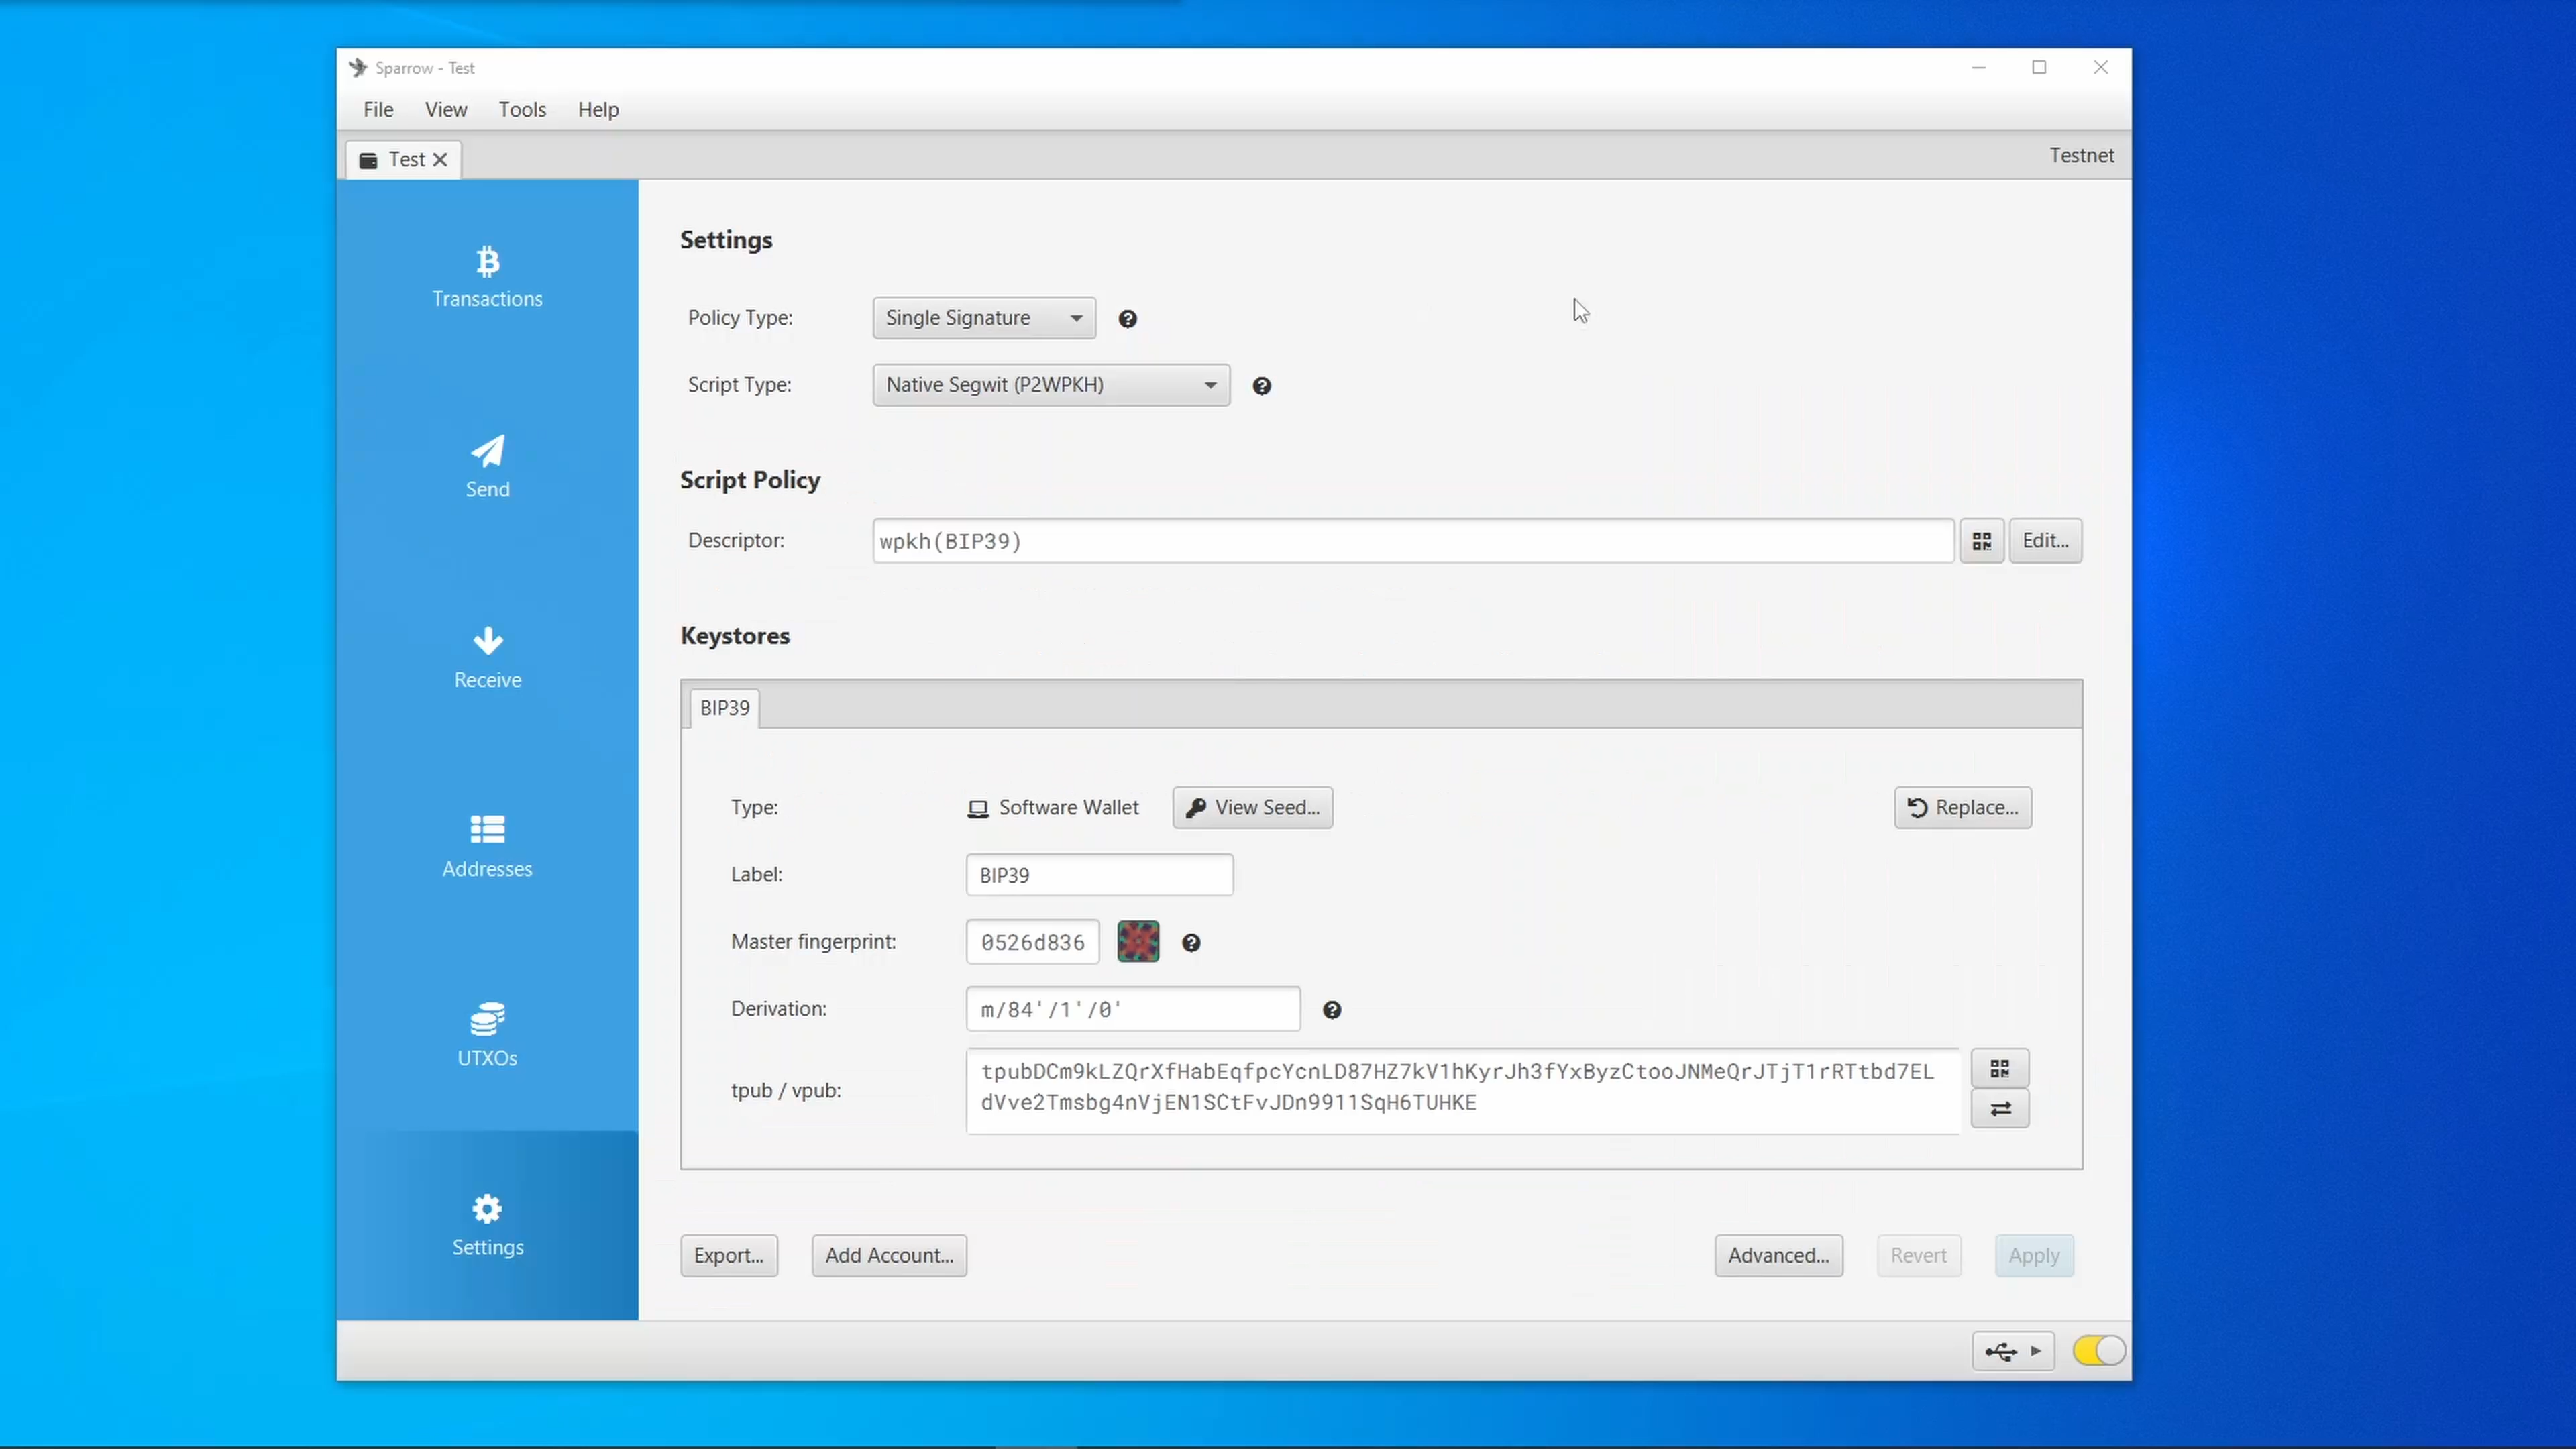 Sparrow - Test
File View Tools Help
Test
Testnet
Transactions
Send
Receive
Addresses
UTXOs
Settings
Settings
Policy Type: Single Signature
Script Type: Native Segwit (P2WPKH)
Script Policy
Descriptor: wpkh(BIP39) Edit...
Keystores
BIP39
Type: Software Wallet View Seed... Replace...
Label: BIP39
Master fingerprint: 0526d836
Derivation: m/84'/1'/0'
tpub / vpub:
tpubDCm9kLZQrXfHabEqfpcYcnLD87HZ7kV1hKyrJh3fYxByzCtooJNMeQrJTjT1rRTtbd7EL
dVve2Tmsbg4nVjEN1SCtFvJDn9911SqH6TUHKE
Export... Add Account... Advanced... Revert Apply